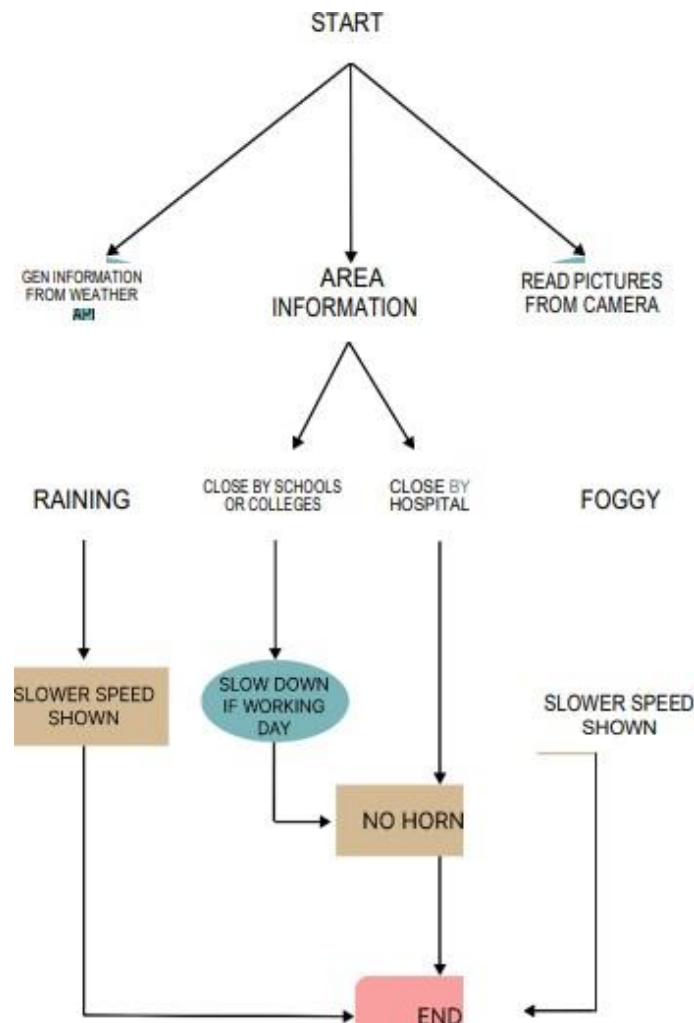 START
GEN INFORMATION
FROM WEATHER
API
AREA
INFORMATION
READ PICTURES
FROM CAMERA
RAINING
CLOSE BY SCHOOLS
OR COLLEGES
CLOSE BY
HOSPITAL
FOGGY
SLOWER SPEED
SHOWN
SLOW DOWN
IF WORKING
DAY
SLOWER SPEED
SHOWN
NO HORN
END